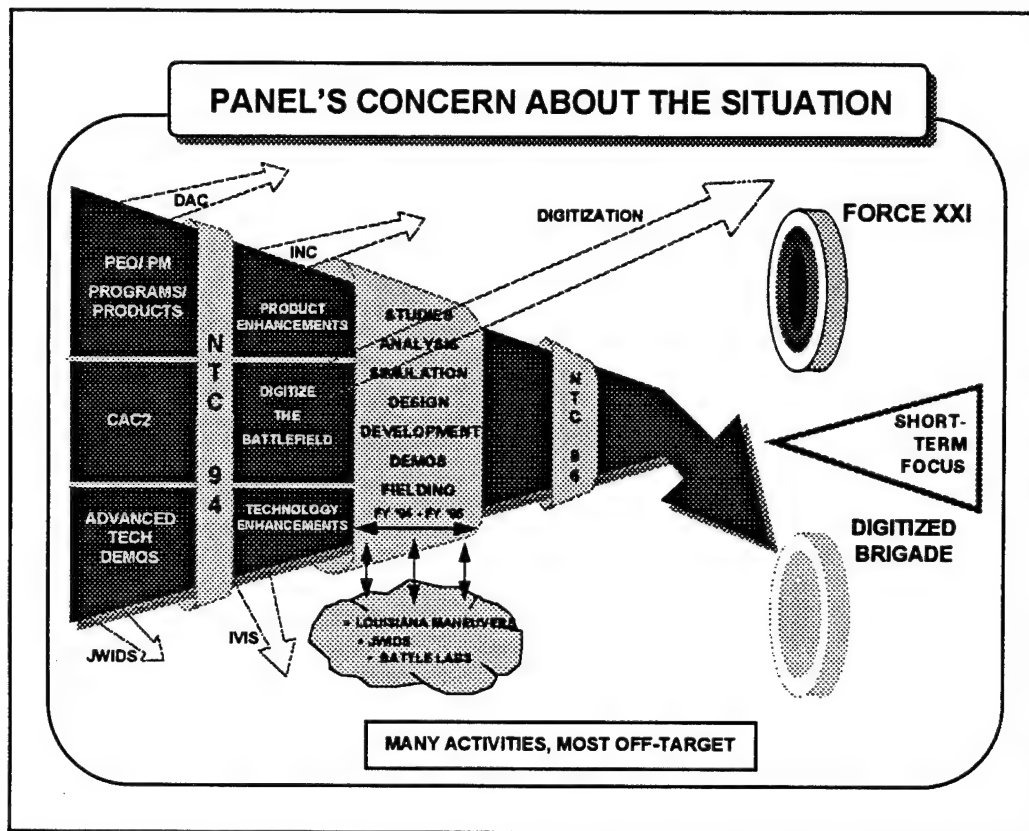 PANEL'S CONCERN ABOUT THE SITUATION
DAC
INC
DIGITIZATION
FORCE XXI
PEO/ PM
PROGRAMS/
PRODUCTS
CAC2
ADVANCED
TECH
DEMOS
NTC 94
PRODUCT
ENHANCEMENTS
DIGITIZE
THE
BATTLEFIELD
TECHNOLOGY
ENHANCEMENTS
STUDIES
ANALYSIS
SIMULATION
DESIGN
DEVELOPMENT
DEMOS
FIELDING
NTC
SHORT-
TERM
FOCUS
DIGITIZED
BRIGADE
JWIDS
IVIS
• LOUISIANA MANEUVERS
• JWIDS
• BATTLE LABS
MANY ACTIVITIES, MOST OFF-TARGET